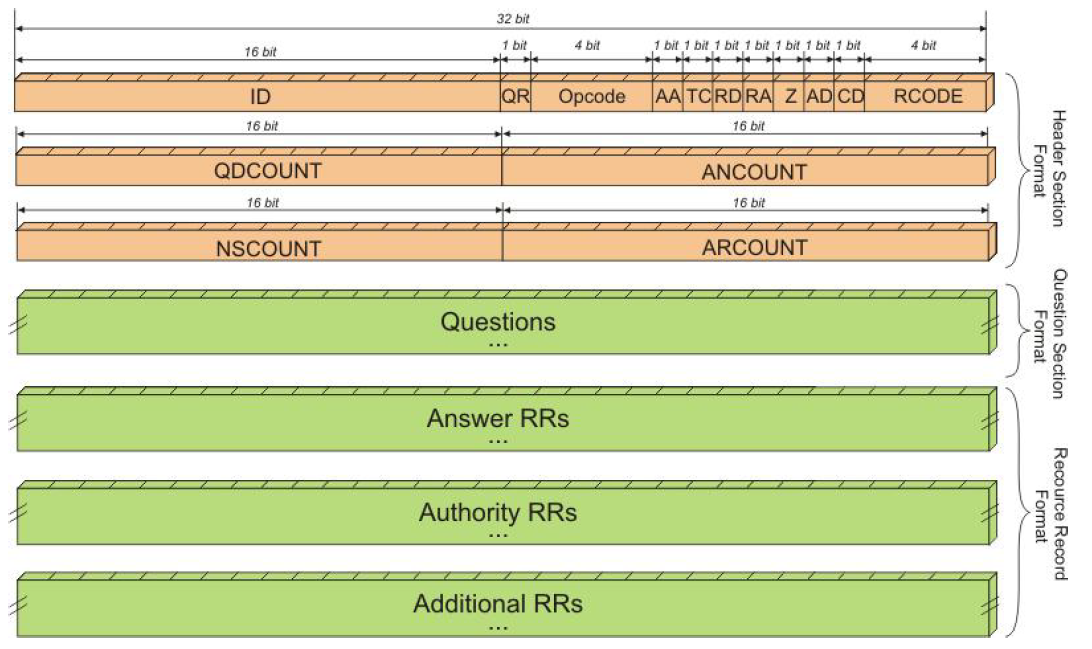 32 bit
16 bit 1 bit 4 bit 1 bit 1 bit 1 bit 1 bit 1 bit 1 bit 1 bit 4 bit
ID QR Opcode AA TC RD RA Z AD CD RCODE
16 bit 16 bit
QDCOUNT ANCOUNT
16 bit 16 bit
NSCOUNT ARCOUNT
Header Section
Format
Questions
...
Question Section
Format
Answer RRs
...
Authority RRs
...
Additional RRs
...
Recource Record
Format